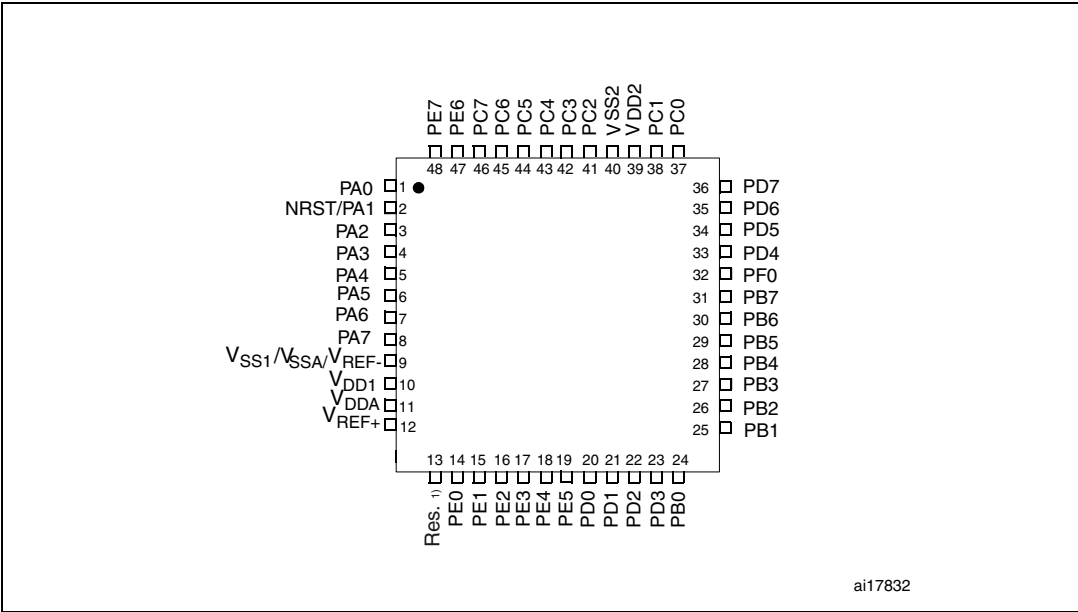 PE7
PE6
PC7
PC6
PC5
PC4
PC3
PC2
VSS2
VDD2
PC1
PC0
48 47 46 45 44 43 42 41 40 39 38 37
PA0 1
NRST/PA1 2
PA2 3
PA3 4
PA4 5
PA5 6
PA6 7
PA7 8
VSS1/VSSA/VREF- 9
VDD1 10
VDDA 11
VREF+ 12
36 PD7
35 PD6
34 PD5
33 PD4
32 PF0
31 PB7
30 PB6
29 PB5
28 PB4
27 PB3
26 PB2
25 PB1
13 14 15 16 17 18 19 20 21 22 23 24
Res. 1)
PE0
PE1
PE2
PE3
PE4
PE5
PD0
PD1
PD2
PD3
PB0
ai17832